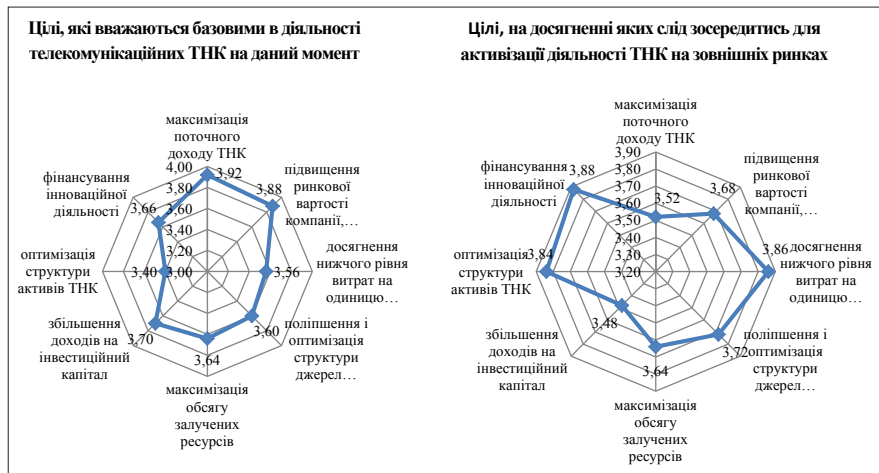 Цілі, які вважаються базовими в діяльності
телекомунікаційних ТНК на даний момент
максимізація
поточного
доходу ТНК
4,00
3,92
3,80
3,60
3,40
3,20
3,00
підвищення
ринкової
вартості
компанії,…
3,88
досягнення
нижчого рівня
витрат на
одиницю…
3,56
поліпшення і
оптимізація
структури
джерел…
3,60
максимізація
обсягу
залучених
ресурсів
3,64
збільшення
доходів на
інвестиційний
капітал
3,70
оптимізація
структури
активів ТНК
3,40
фінансування
інноваційної
діяльності
3,66
Цілі, на досягненні яких слід зосередитись для
активізації діяльності ТНК на зовнішніх ринках
максимізація
поточного
доходу ТНК
3,90
3,80
3,70
3,60
3,50
3,40
3,30
3,20
3,52
підвищення
ринкової
вартості
компанії,…
3,68
досягнення
нижчого рівня
витрат на
одиницю…
3,86
поліпшення і
оптимізація
структури
джерел…
3,72
максимізація
обсягу
залучених
ресурсів
3,64
збільшення
доходів на
інвестиційний
капітал
3,48
оптимізація
структури
активів ТНК
3,84
фінансування
інноваційної
діяльності
3,88